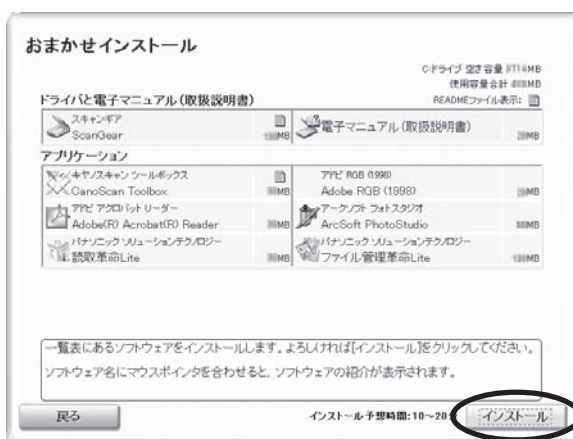 おまかせインストール
C:ドライブ 空き容量
使用容量合計
ドライバと電子マニュアル(取扱説明書)
READMEファイル表示:
スキャンギア
ScanGear
電子マニュアル(取扱説明書)
アプリケーション
キヤノスキャン ツールボックス
CanoScan Toolbox
アドビ RGB (1998)
Adobe RGB (1998)
アドビ アクロバット リーダー
Adobe(R) Acrobat(R) Reader
アークソフト フォトスタジオ
ArcSoft PhotoStudio
パナソニック ソリューションテクノロジー
読取革命Lite
パナソニック ソリューションテクノロジー
ファイル管理革命Lite
一覧表にあるソフトウェアをインストールします。よろしければ[インストール]をクリックしてください。
ソフトウェア名にマウスポインタを合わせると、ソフトウェアの紹介が表示されます。
戻る
インストール予想時間:10~20分
インストール